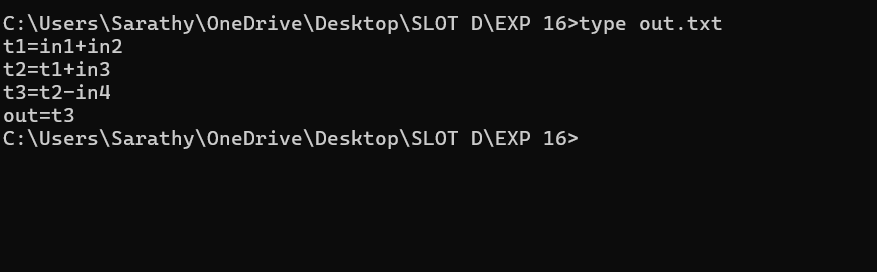 C:\Users\Sarathy\OneDrive\Desktop\SLOT D\EXP 16>type out.txt
t1=in1+in2
t2=t1+in3
t3=t2-in4
out=t3
C:\Users\Sarathy\OneDrive\Desktop\SLOT D\EXP 16>